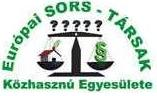 Európai SORS - TÁRSAK
??????
§
Közhasznú Egyesülete